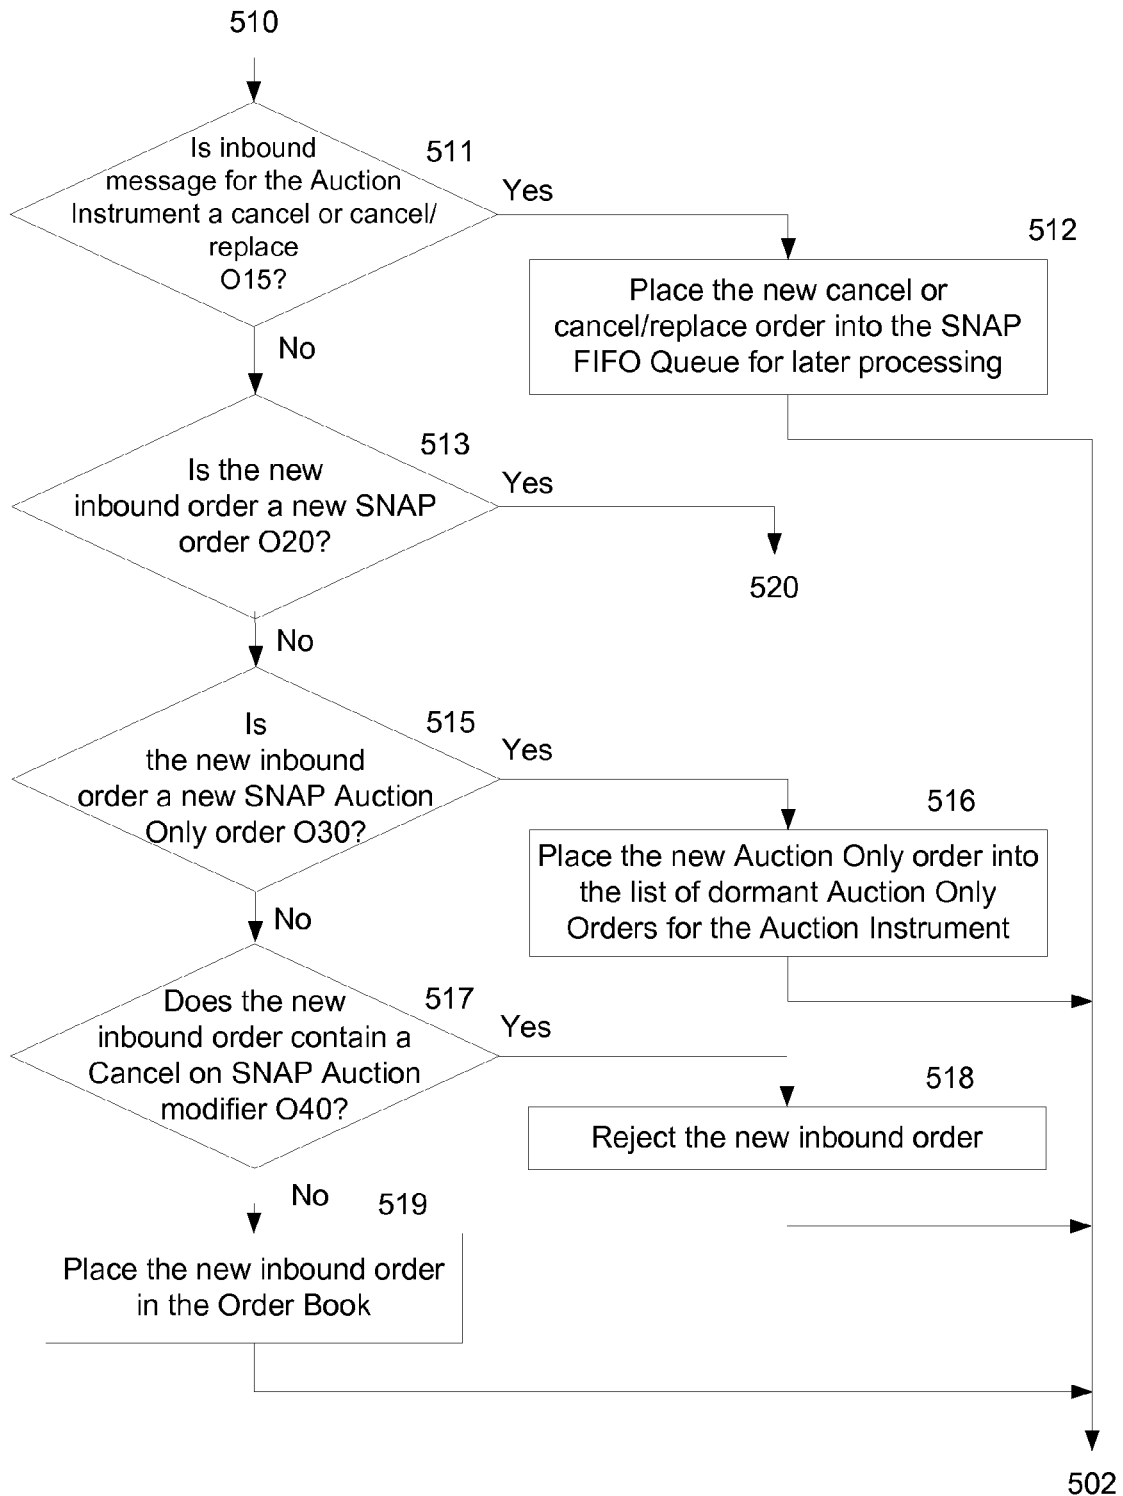 510
Is inbound
message for the Auction
Instrument a cancel or cancel/
replace
O15?
511
Yes
512
Place the new cancel or
cancel/replace order into the SNAP
FIFO Queue for later processing
No
Is the new
inbound order a new SNAP
order O20?
513
Yes
520
No
Is
the new inbound
order a new SNAP Auction
Only order O30?
515
Yes
516
Place the new Auction Only order into
the list of dormant Auction Only
Orders for the Auction Instrument
No
Does the new
inbound order contain a
Cancel on SNAP Auction
modifier O40?
517
Yes
518
Reject the new inbound order
No
519
Place the new inbound order
in the Order Book
502